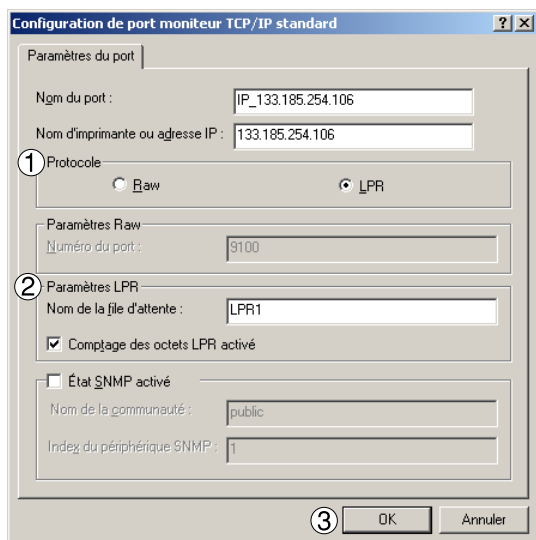 Configuration de port moniteur TCP/IP standard
Paramètres du port
Nom du port : IP_133.185.254.106
Nom d'imprimante ou adresse IP : 133.185.254.106
1 Protocole
Raw LPR
Paramètres Raw
Numéro du port : 9100
2 Paramètres LPR
Nom de la file d'attente : LPR1
Comptage des octets LPR activé
État SNMP activé
Nom de la communauté : public
Index du périphérique SNMP : 1
3 OK Annuler